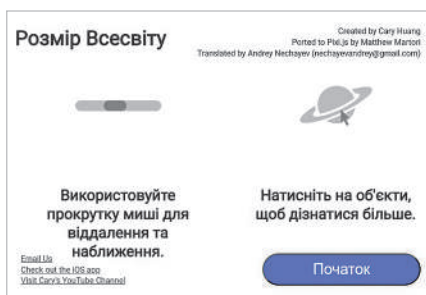 Розмір Всесвіту
Created by Cary Huang
Ported to Pixi.js by Matthew Martori
Translated by Andrey Nechayev (nechayevandrey@gmail.com)
Використовуйте
прокрутку миші для
віддалення та
наближення.
Натисніть на об'єкти,
щоб дізнатися більше.
Email Us
Check out the iOS app
Visit Cary's YouTube Channel
Початок